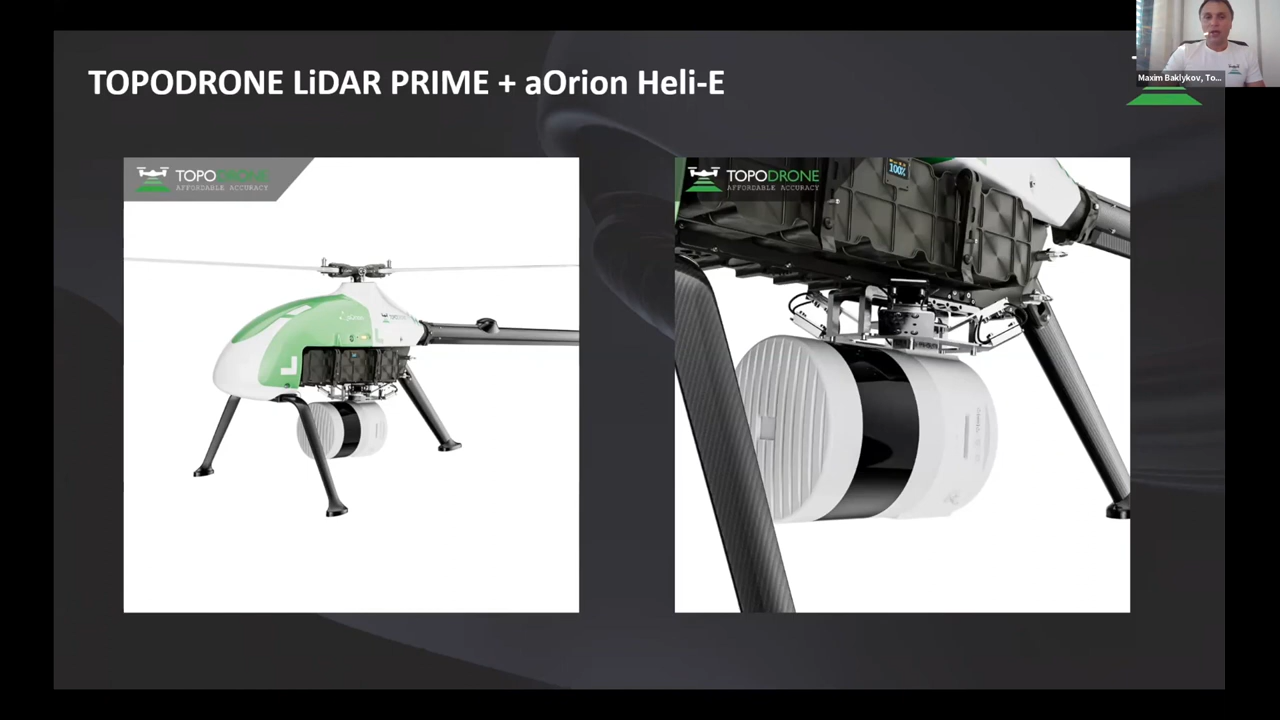 TOPODRONE LiDAR PRIME + aOrion Heli-E
Maxim Baklykov, To...
TOPODRONE
AFFORDABLE ACCURACY
TOPODRONE
AFFORDABLE ACCURACY
100%